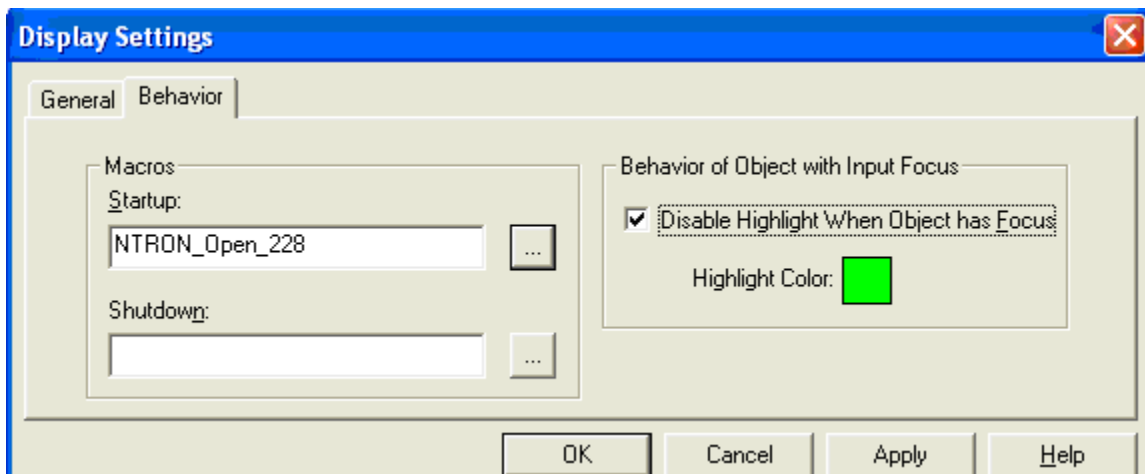 Display Settings
General
Behavior
Macros
Startup:
NTRON_Open_228
...
Shutdown:
...
Behavior of Object with Input Focus
Disable Highlight When Object has Focus
Highlight Color:
OK
Cancel
Apply
Help